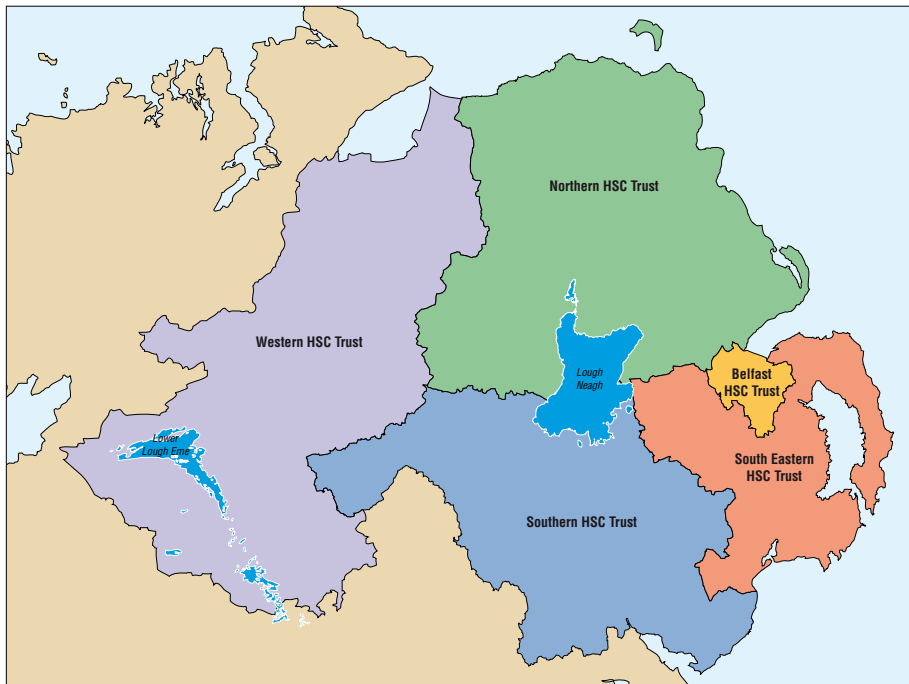 Northern HSC Trust
Western HSC Trust
Lough
Neagh
Belfast
HSC Trust
Lower
Lough Erne
South Eastern
HSC Trust
Southern HSC Trust